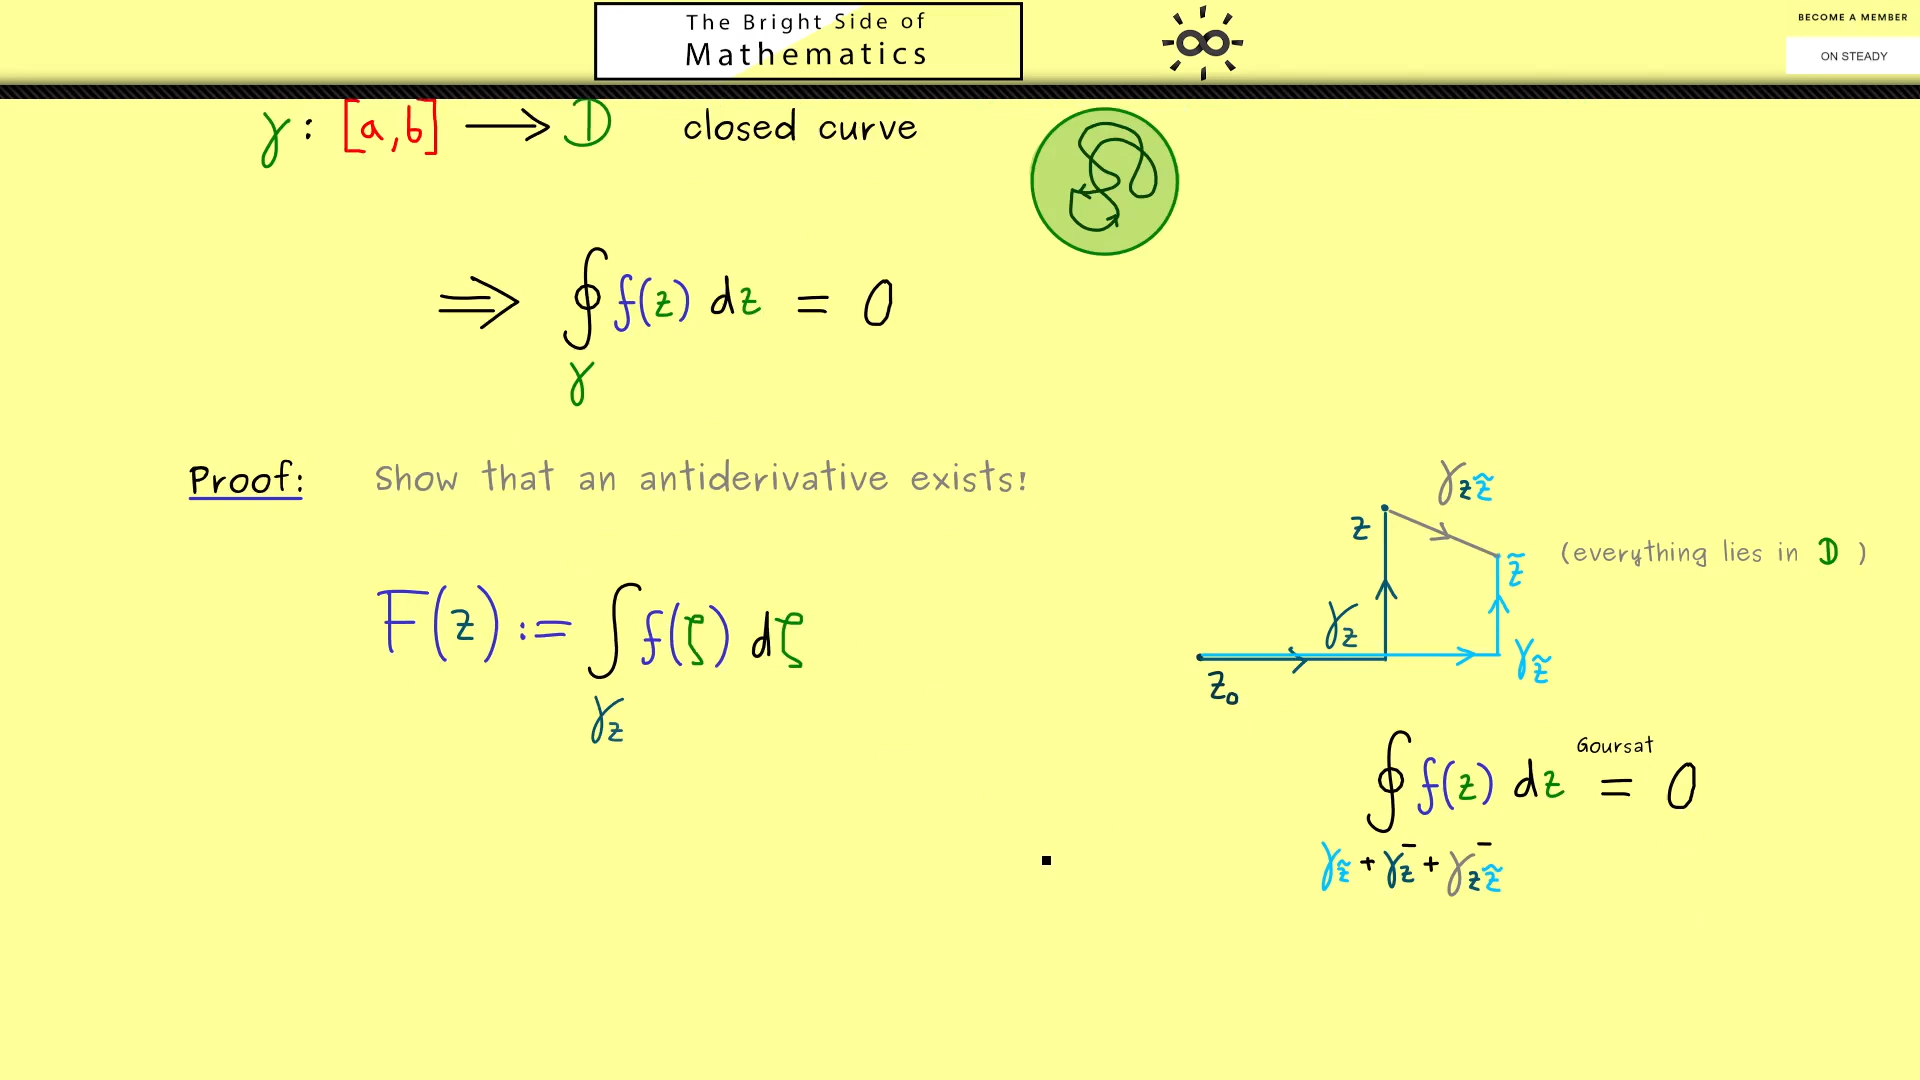 The Bright Side of
Mathematics
BECOME A MEMBER
ON STEADY
γ : [a,b] ⟶ D closed curve
⟹ ∮_γ f(z) dz = 0
Proof: Show that an antiderivative exists!
γ_{z z̃}
z
z̃
(everything lies in D)
F(z) := ∫_{γ_z} f(ζ) dζ
γ_z
γ_{z̃}
z₀
∮_{γ_{z̃} + γ_z^- + γ_{z z̃}^-} f(z) dz =^{Goursat} 0